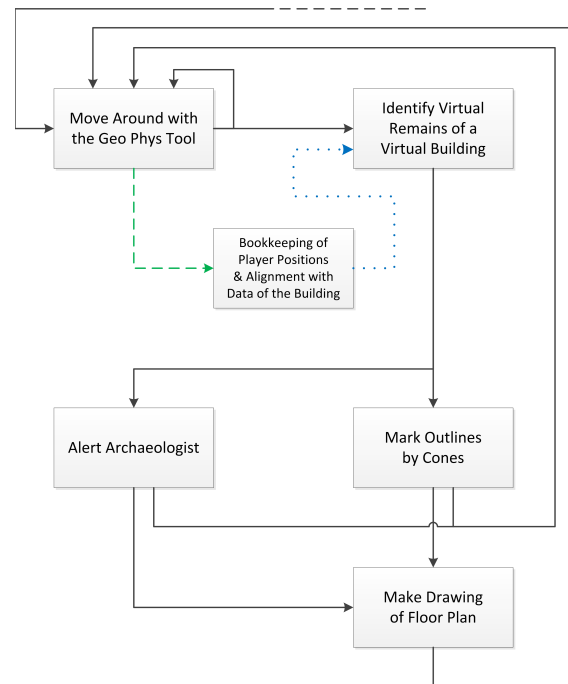 Move Around with
the Geo Phys Tool
Identify Virtual
Remains of a
Virtual Building
Bookkeeping of
Player Positions
& Alignment with
Data of the Building
Alert Archaeologist
Mark Outlines
by Cones
Make Drawing
of Floor Plan